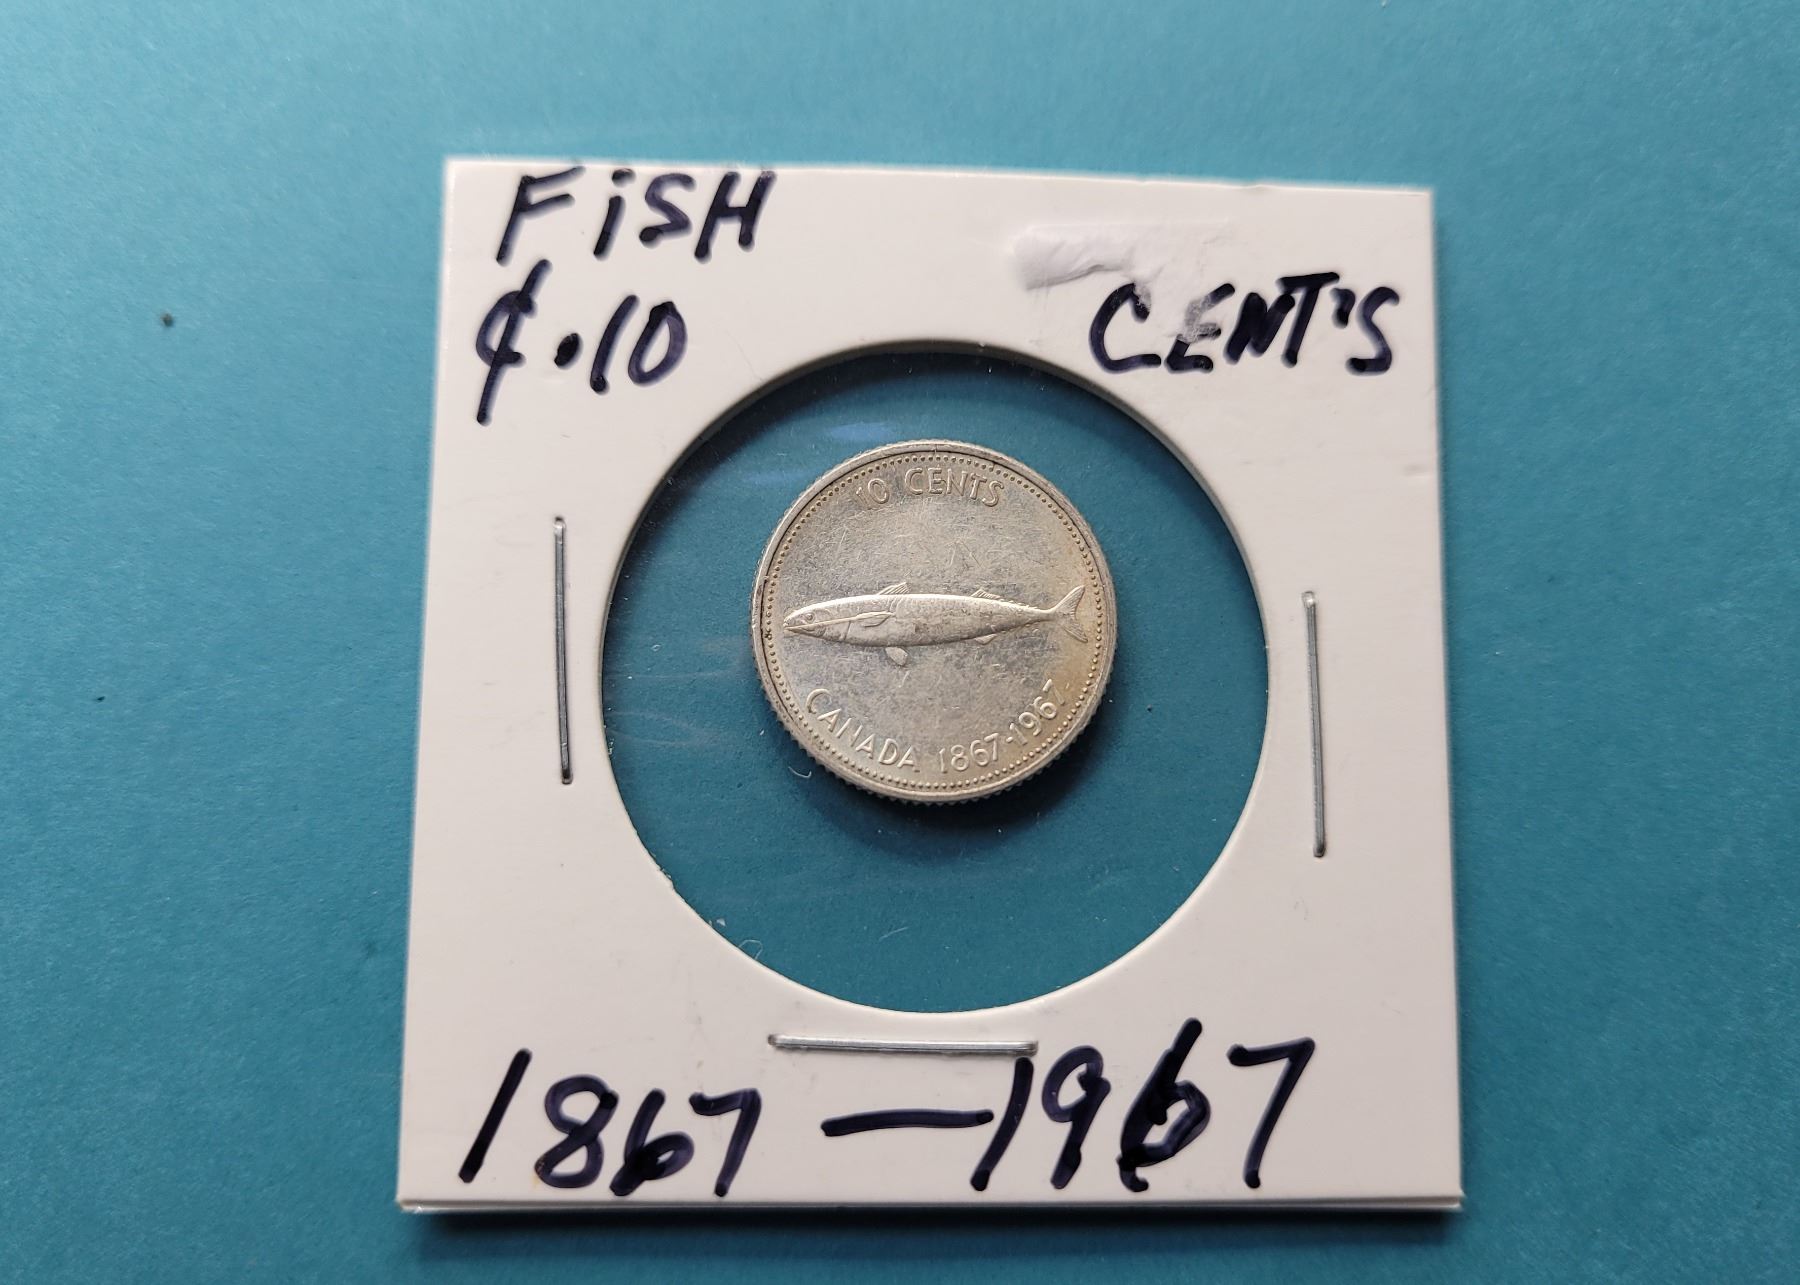 FiSH
¢.10 CENT'S
10 CENTS
CANADA 1867-1967
1867—1967